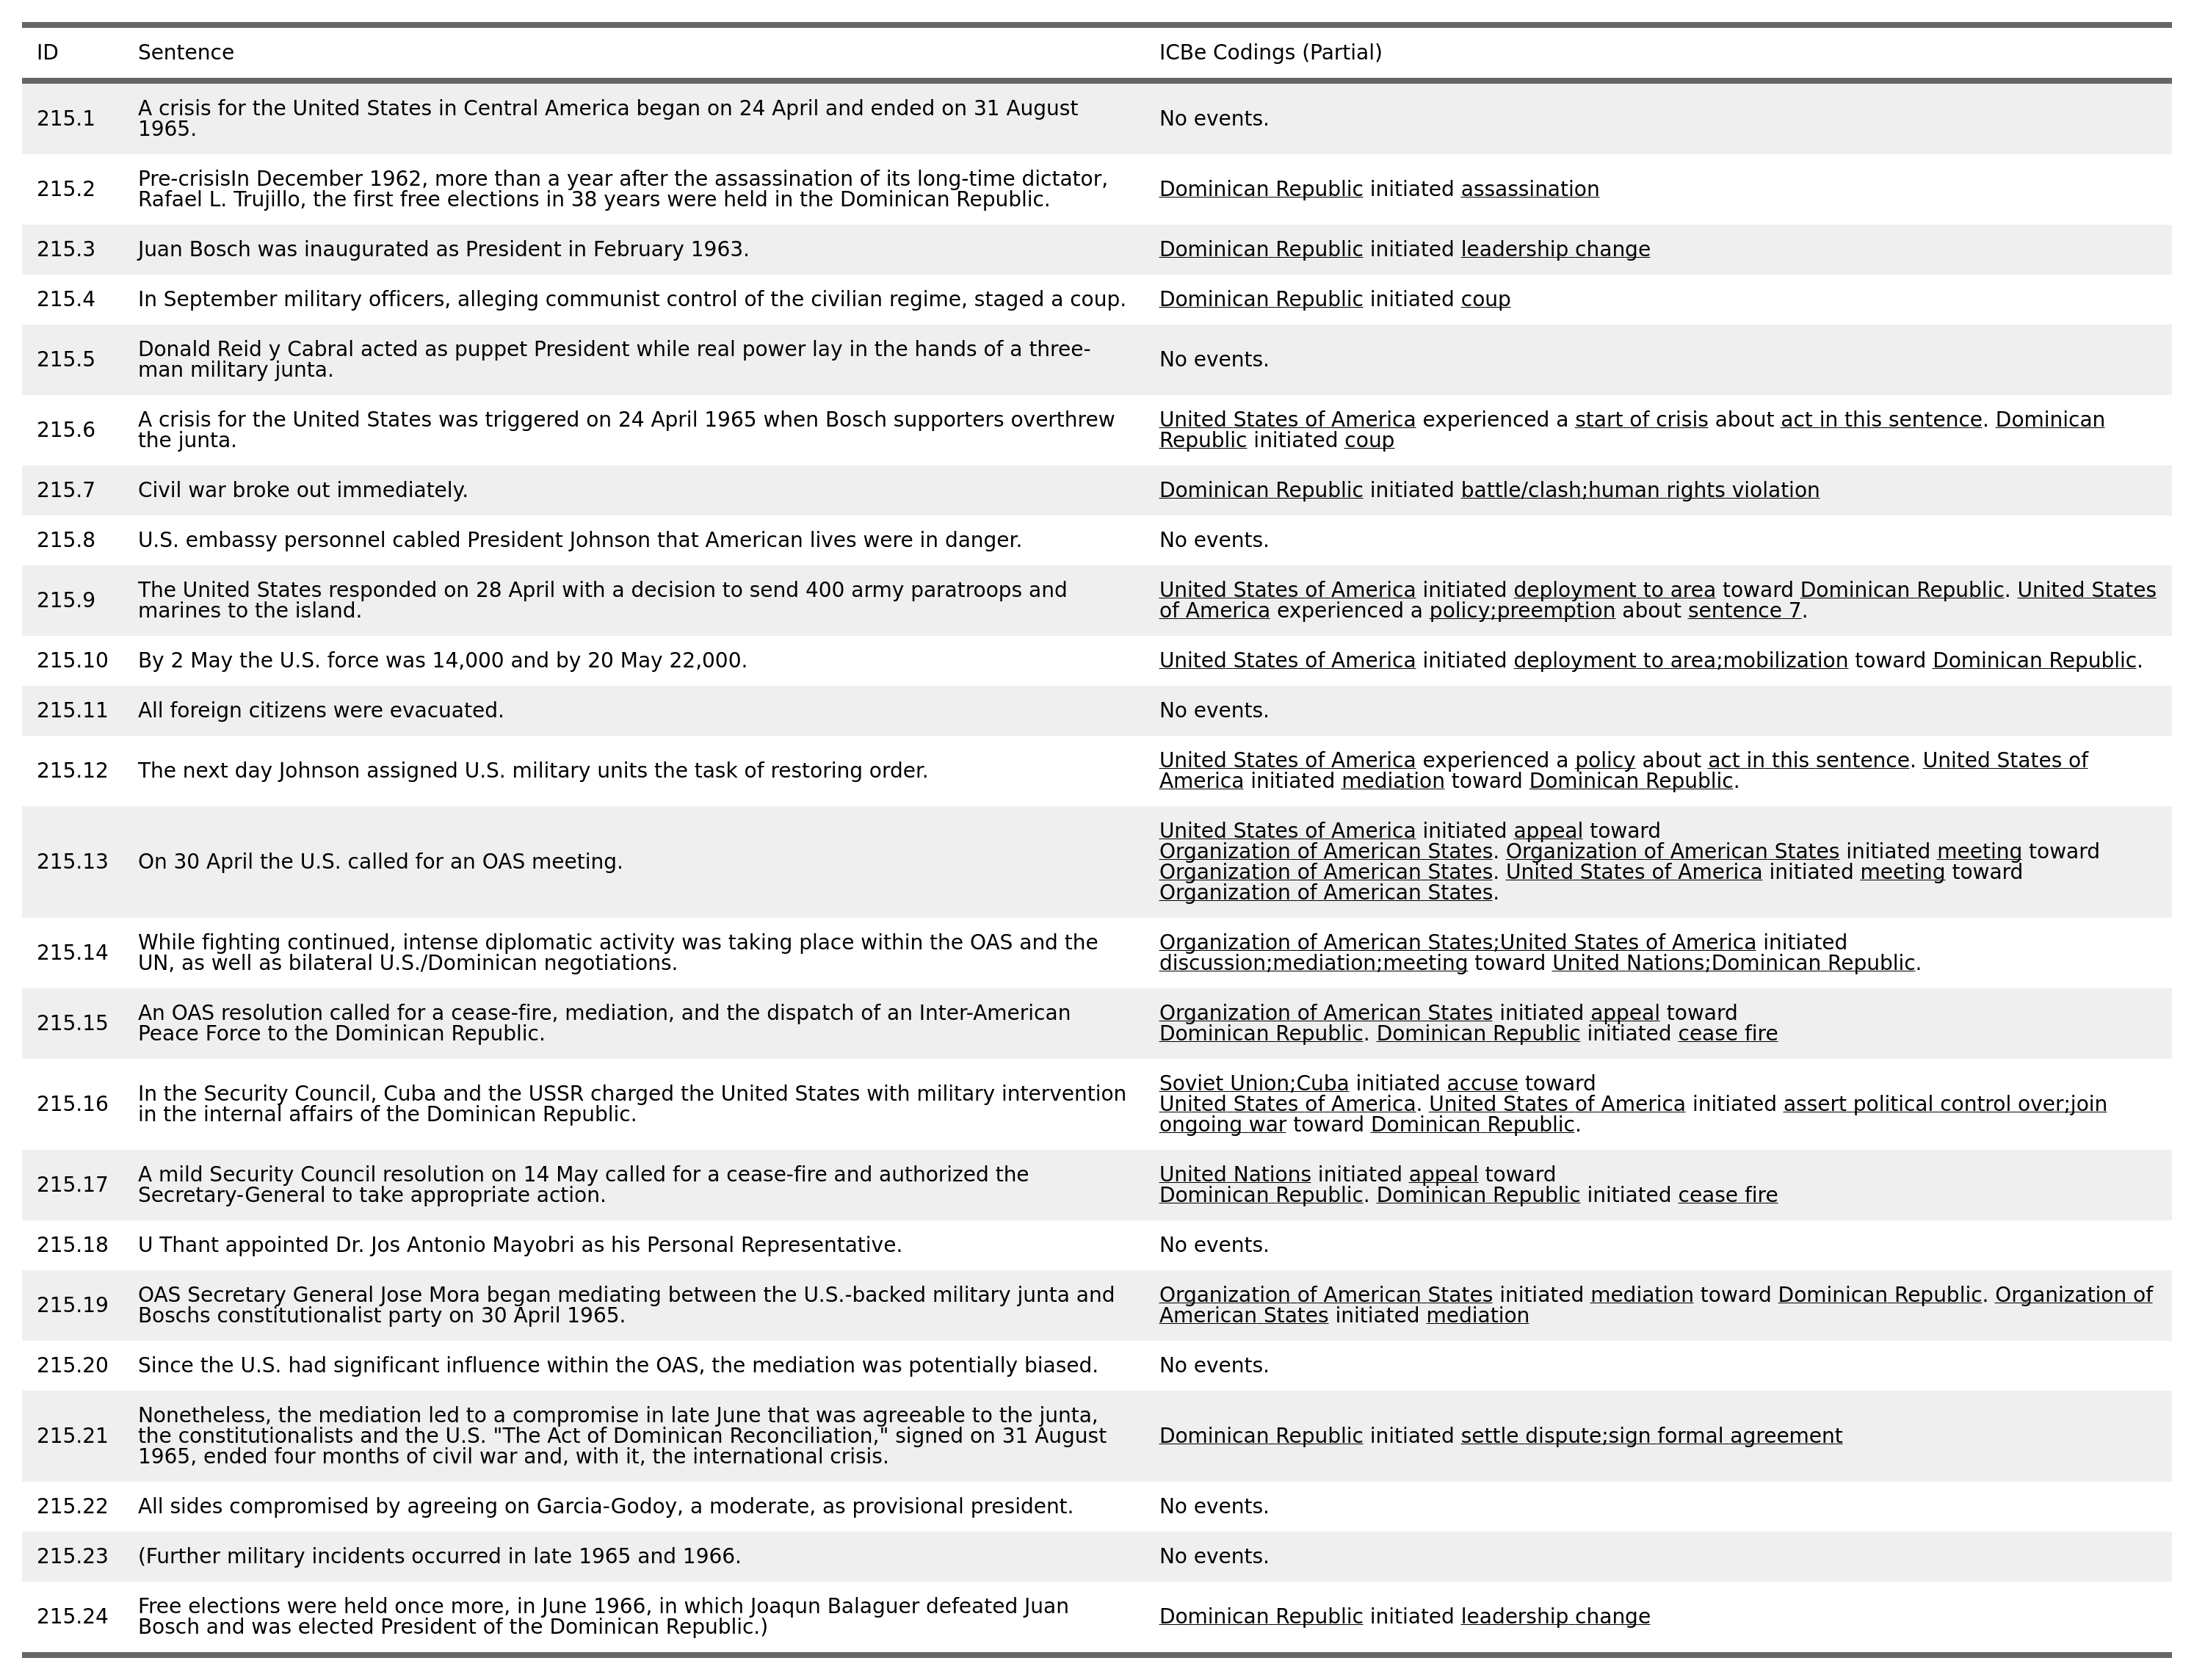 ID Sentence ICBe Codings (Partial)
215.1 A crisis for the United States in Central America began on 24 April and ended on 31 August
1965. No events.
215.2 Pre-crisisIn December 1962, more than a year after the assassination of its long-time dictator,
Rafael L. Trujillo, the first free elections in 38 years were held in the Dominican Republic. Dominican Republic initiated assassination
215.3 Juan Bosch was inaugurated as President in February 1963. Dominican Republic initiated leadership change
215.4 In September military officers, alleging communist control of the civilian regime, staged a coup. Dominican Republic initiated coup
215.5 Donald Reid y Cabral acted as puppet President while real power lay in the hands of a three-
man military junta. No events.
215.6 A crisis for the United States was triggered on 24 April 1965 when Bosch supporters overthrew
the junta.
United States of America experienced a start of crisis about act in this sentence. Dominican
Republic initiated coup
215.7 Civil war broke out immediately. Dominican Republic initiated battle/clash;human rights violation
215.8 U.S. embassy personnel cabled President Johnson that American lives were in danger. No events.
215.9 The United States responded on 28 April with a decision to send 400 army paratroops and
marines to the island.
United States of America initiated deployment to area toward Dominican Republic. United States
of America experienced a policy;preemption about sentence 7.
215.10 By 2 May the U.S. force was 14,000 and by 20 May 22,000. United States of America initiated deployment to area;mobilization toward Dominican Republic.
215.11 All foreign citizens were evacuated. No events.
215.12 The next day Johnson assigned U.S. military units the task of restoring order.
United States of America experienced a policy about act in this sentence. United States of
America initiated mediation toward Dominican Republic.
215.13 On 30 April the U.S. called for an OAS meeting.
United States of America initiated appeal toward
Organization of American States. Organization of American States initiated meeting toward
Organization of American States. United States of America initiated meeting toward
Organization of American States.
215.14 While fighting continued, intense diplomatic activity was taking place within the OAS and the
UN, as well as bilateral U.S./Dominican negotiations.
Organization of American States;United States of America initiated
discussion;mediation;meeting toward United Nations;Dominican Republic.
215.15 An OAS resolution called for a cease-fire, mediation, and the dispatch of an Inter-American
Peace Force to the Dominican Republic.
Organization of American States initiated appeal toward
Dominican Republic. Dominican Republic initiated cease fire
215.16 In the Security Council, Cuba and the USSR charged the United States with military intervention
in the internal affairs of the Dominican Republic.
Soviet Union;Cuba initiated accuse toward
United States of America. United States of America initiated assert political control over;join
ongoing war toward Dominican Republic.
215.17 A mild Security Council resolution on 14 May called for a cease-fire and authorized the
Secretary-General to take appropriate action.
United Nations initiated appeal toward
Dominican Republic. Dominican Republic initiated cease fire
215.18 U Thant appointed Dr. Jos Antonio Mayobri as his Personal Representative. No events.
215.19 OAS Secretary General Jose Mora began mediating between the U.S.-backed military junta and
Boschs constitutionalist party on 30 April 1965.
Organization of American States initiated mediation toward Dominican Republic. Organization of
American States initiated mediation
215.20 Since the U.S. had significant influence within the OAS, the mediation was potentially biased. No events.
215.21 Nonetheless, the mediation led to a compromise in late June that was agreeable to the junta,
the constitutionalists and the U.S. "The Act of Dominican Reconciliation," signed on 31 August
1965, ended four months of civil war and, with it, the international crisis.
Dominican Republic initiated settle dispute;sign formal agreement
215.22 All sides compromised by agreeing on Garcia-Godoy, a moderate, as provisional president. No events.
215.23 (Further military incidents occurred in late 1965 and 1966. No events.
215.24 Free elections were held once more, in June 1966, in which Joaqun Balaguer defeated Juan
Bosch and was elected President of the Dominican Republic.) Dominican Republic initiated leadership change